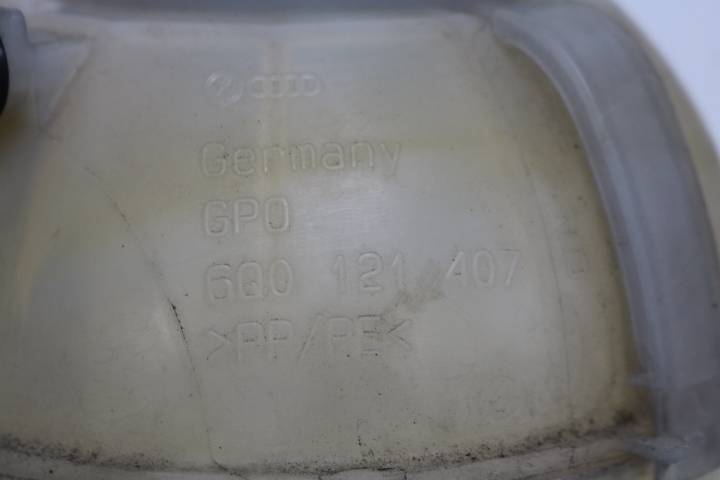 Germany
GPO
6Q0 121 407
>PP/PE<